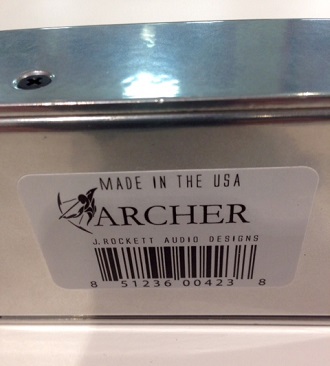 MADE IN THE USA
ARCHER
J. ROCKETT AUDIO DESIGNS
8 51236 00423 8